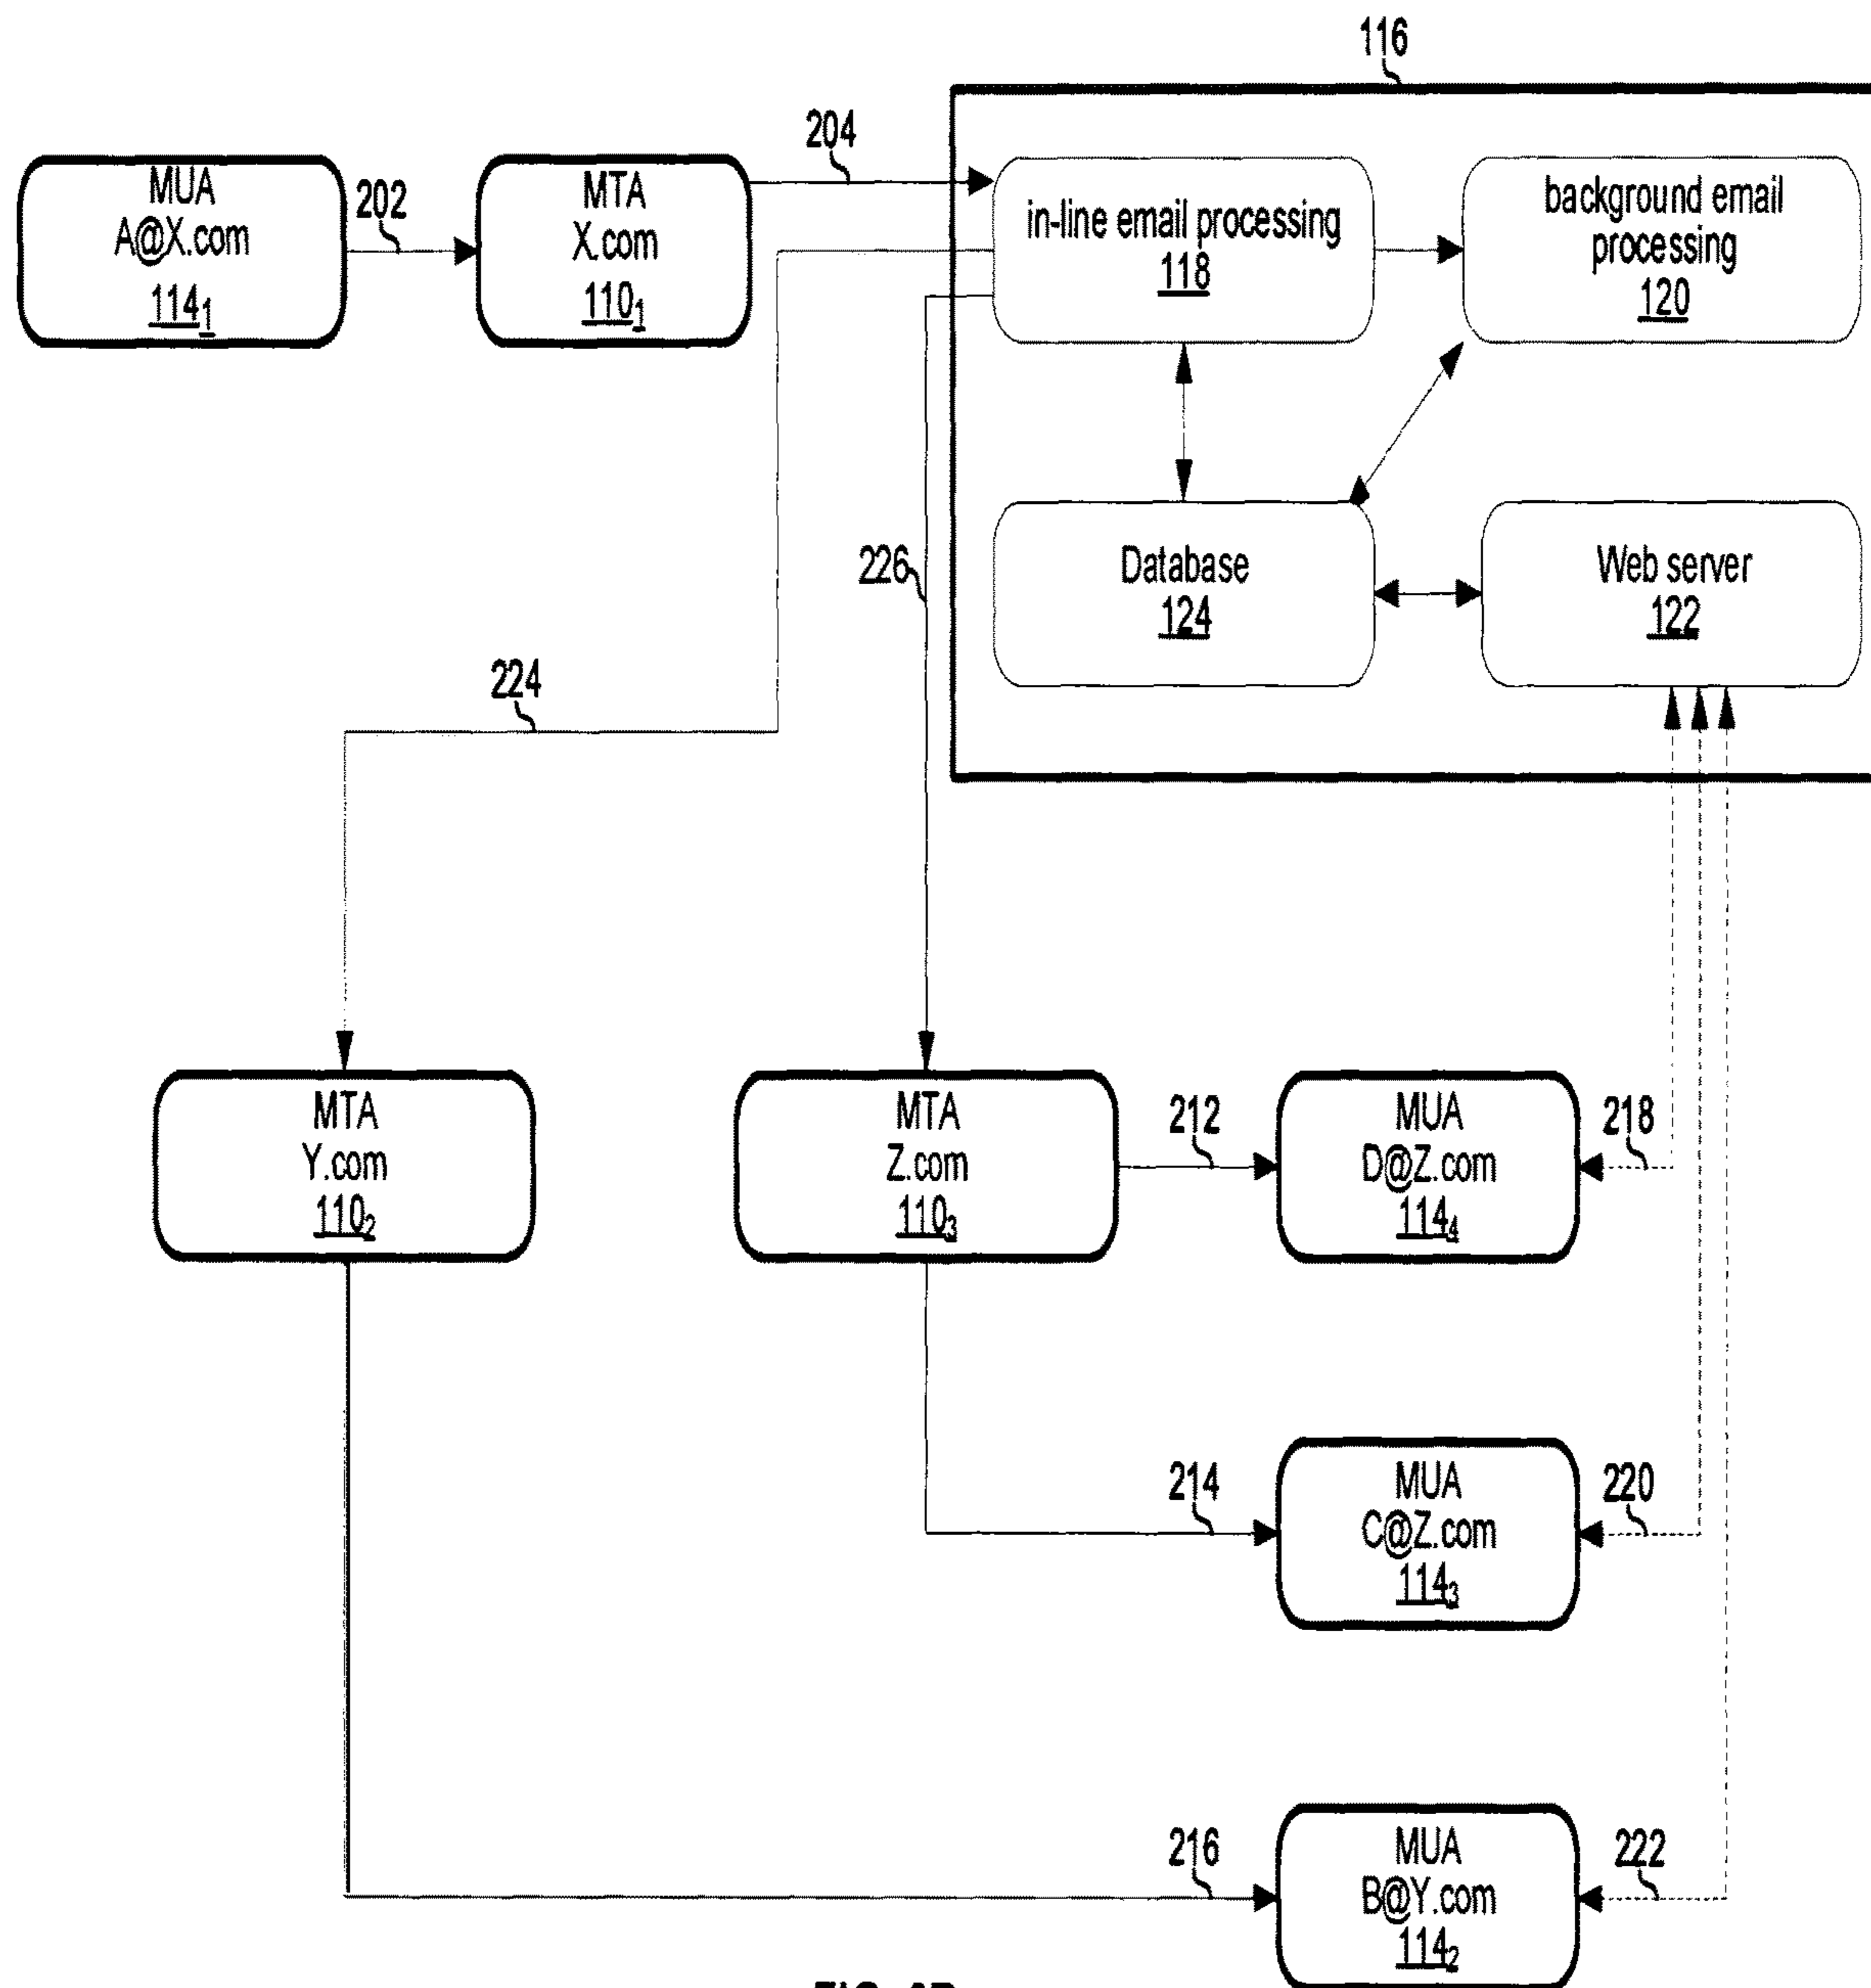 116
204
MUA
A@X.com
114₁
202
MTA
X.com
110₁
in-line email processing
118
background email
processing
120
226
Database
124
Web server
122
224
MTA
Y.com
110₂
MTA
Z.com
110₃
212
MUA
D@Z.com
114₄
218
214
MUA
C@Z.com
114₃
220
216
MUA
B@Y.com
114₂
222